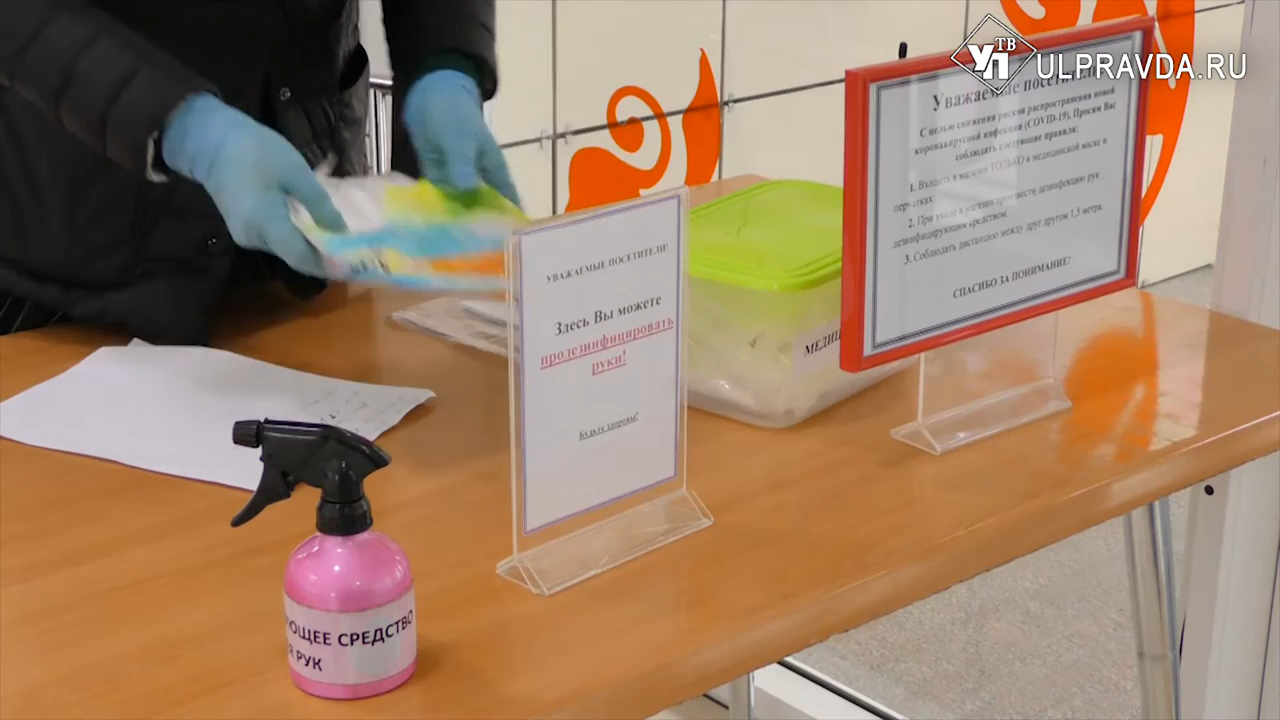 УП ТВ ULPRAVDA.RU
Уважаемые посетители
С целью снижения рисков распространения новой
коронавирусной инфекции (COVID-19), Просим Вас
соблюдать следующие правила:
1. Входить в магазин ТОЛЬКО в медицинской маске и
перчатках
2. При входе в магазин произвести дезинфекцию рук
дезинфицирующим средством.
3. Соблюдать дистанцию между друг другом 1,5 метра.
СПАСИБО ЗА ПОНИМАНИЕ!
УВАЖАЕМЫЕ ПОСЕТИТЕЛИ!
Здесь Вы можете
продезинфицировать
руки!
Будьте здоровы!
МЕДИЦ
ЮЩЕЕ СРЕДСТВО
Я РУК